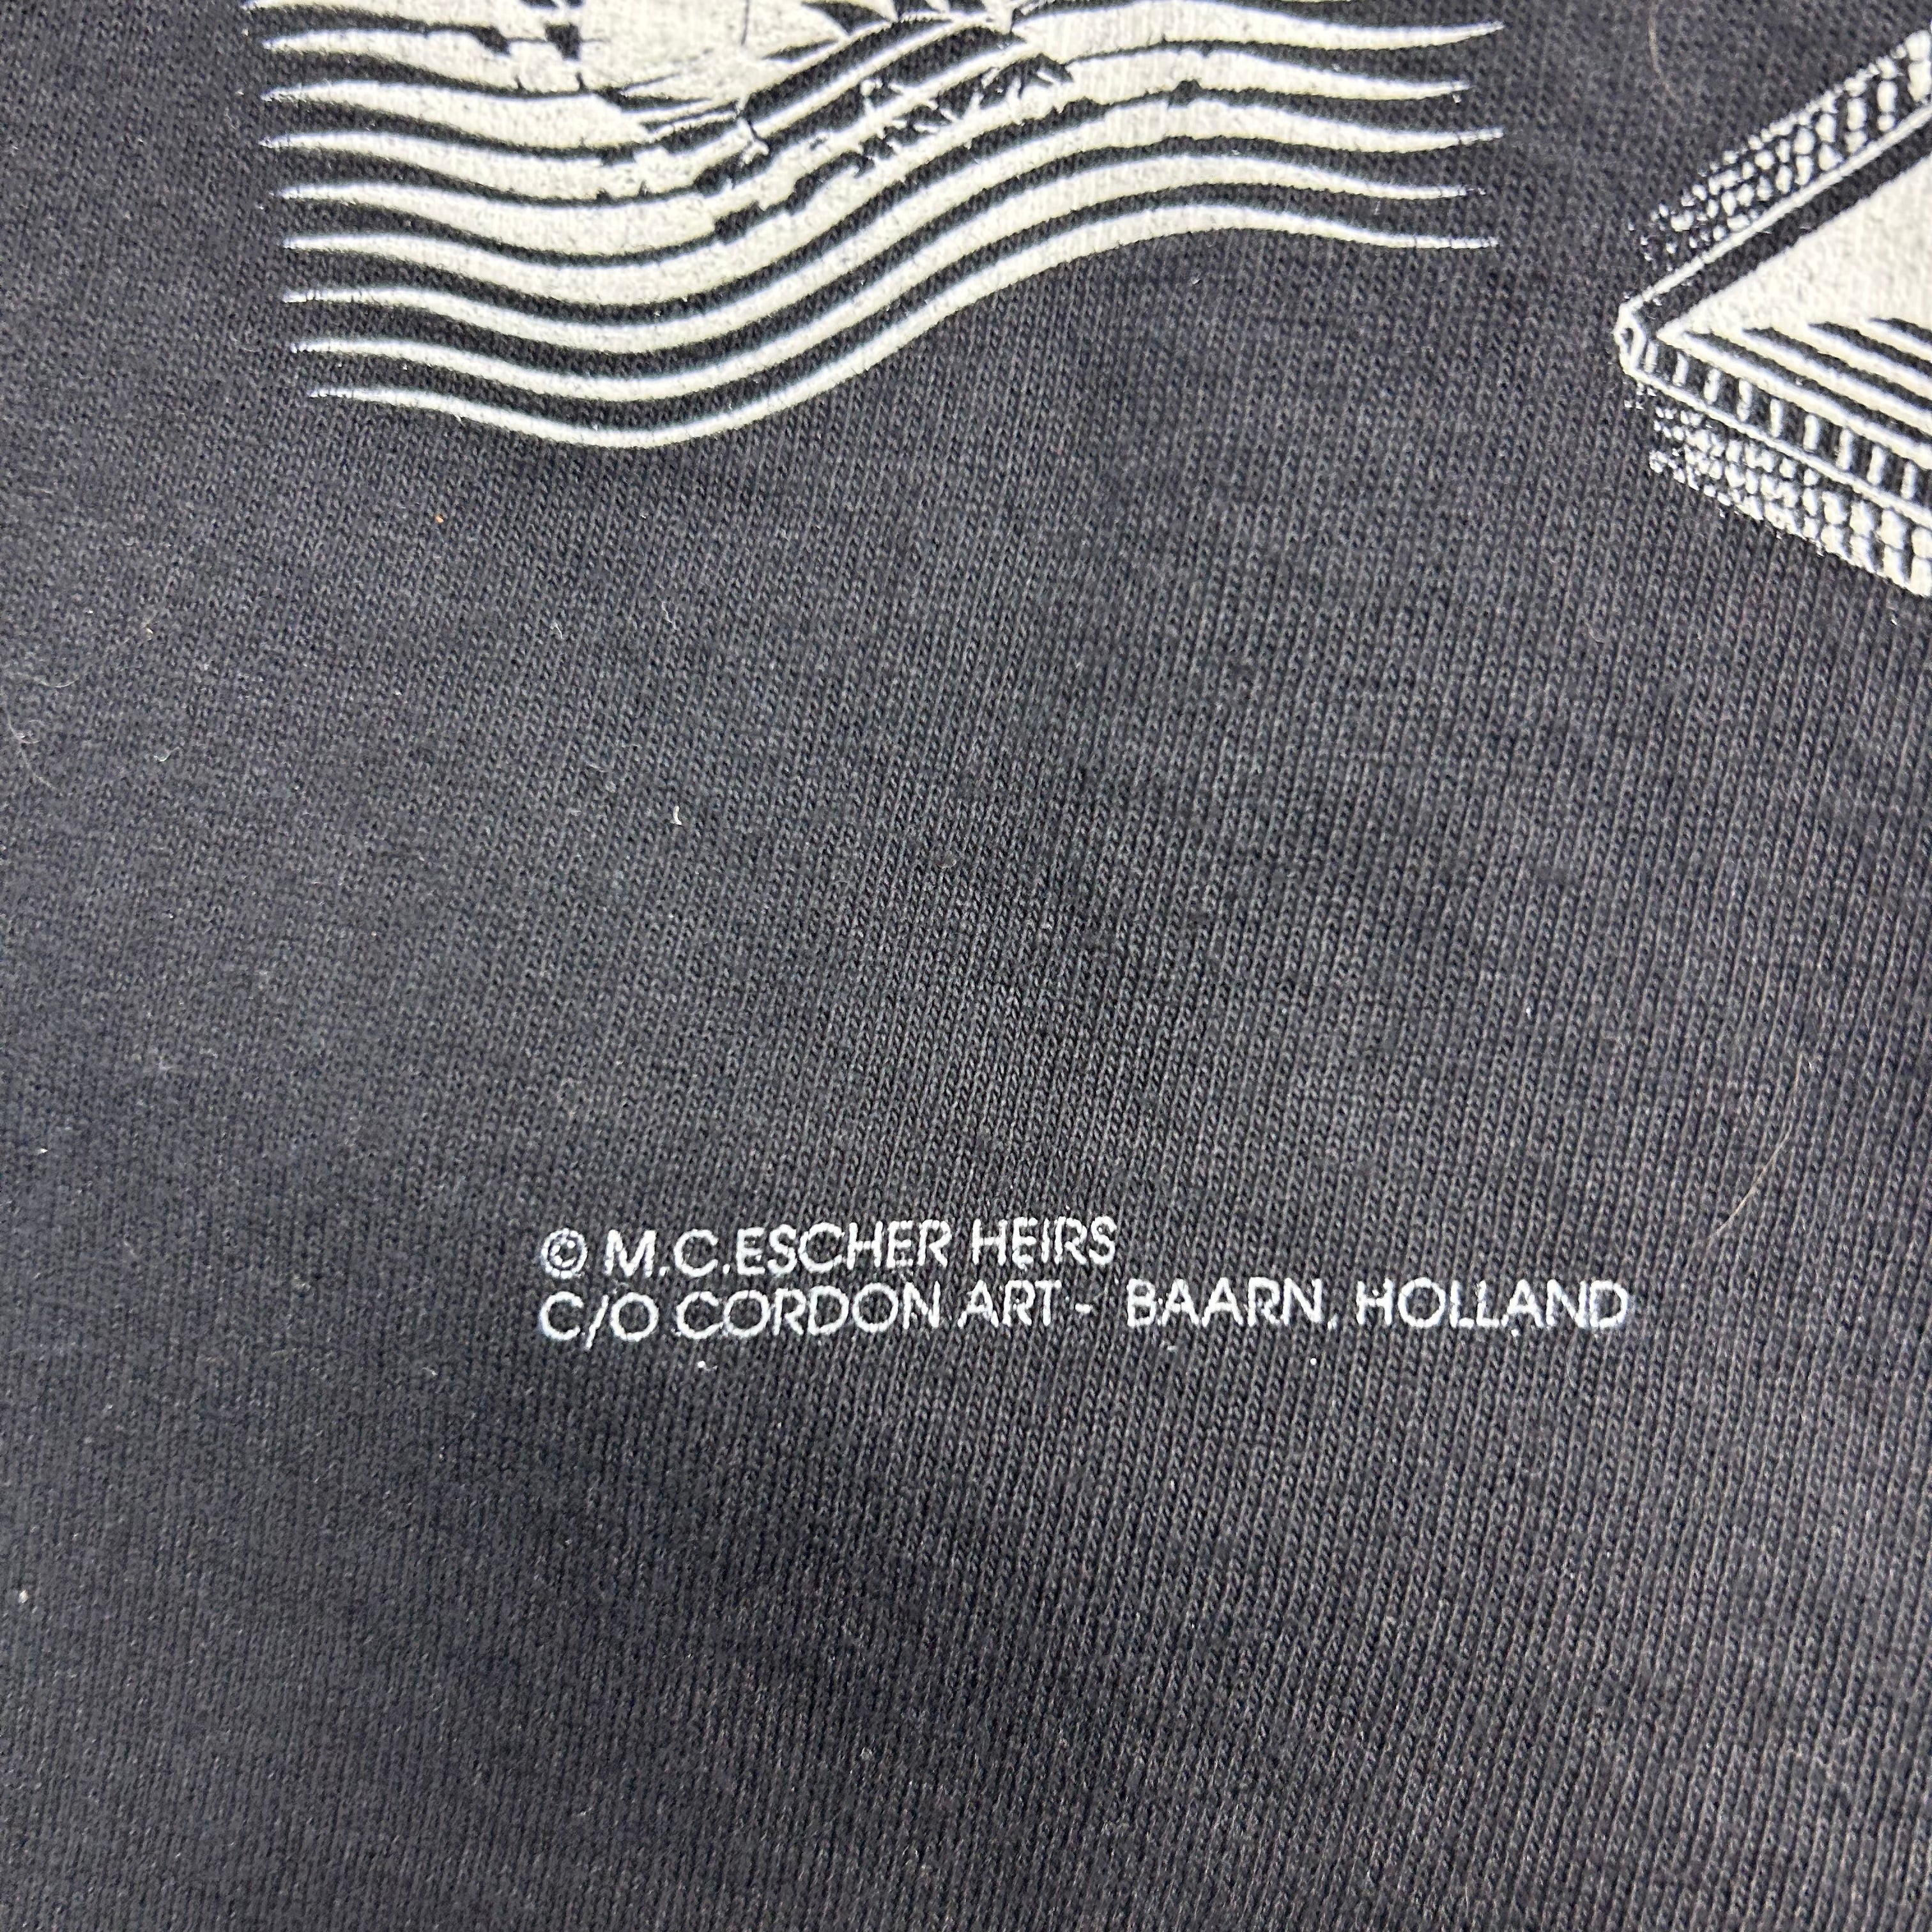 © M.C.ESCHER HEIRS
C/O CORDON ART - BAARN, HOLLAND